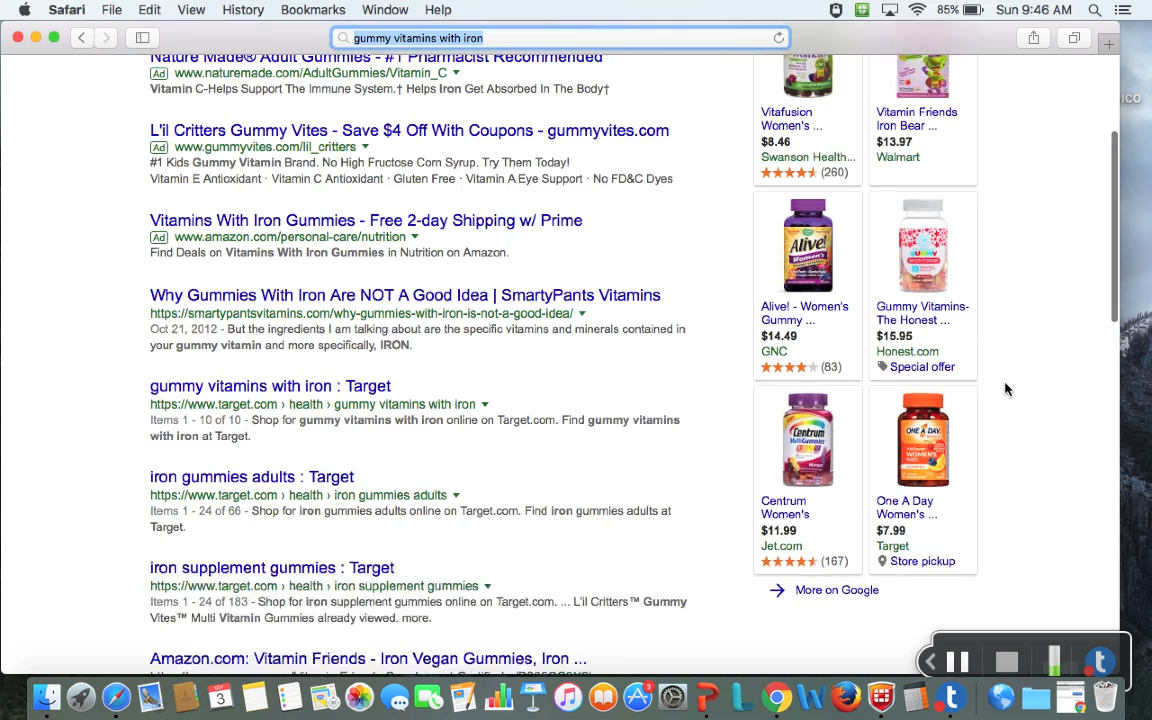 Safari File Edit View History Bookmarks Window Help 85% Sun 9:46 AM
gummy vitamins with iron
Nature Made® Adult Gummies - #1 Pharmacist Recommended
Ad www.naturemade.com/AdultGummies/Vitamin_C
Vitamin C-Helps Support The Immune System.† Helps Iron Get Absorbed In The Body†
L'il Critters Gummy Vites - Save $4 Off With Coupons - gummyvites.com
Ad www.gummyvites.com/lil_critters
#1 Kids Gummy Vitamin Brand. No High Fructose Corn Syrup. Try Them Today!
Vitamin E Antioxidant · Vitamin C Antioxidant · Gluten Free · Vitamin A Eye Support · No FD&C Dyes
Vitamins With Iron Gummies - Free 2-day Shipping w/ Prime
Ad www.amazon.com/personal-care/nutrition
Find Deals on Vitamins With Iron Gummies in Nutrition on Amazon.
Why Gummies With Iron Are NOT A Good Idea | SmartyPants Vitamins
https://smartypantsvitamins.com/why-gummies-with-iron-is-not-a-good-idea/
Oct 21, 2012 - But the ingredients I am talking about are the specific vitamins and minerals contained in
your gummy vitamin and more specifically, IRON.
gummy vitamins with iron : Target
https://www.target.com › health › gummy vitamins with iron
Items 1 - 10 of 10 - Shop for gummy vitamins with iron online on Target.com. Find gummy vitamins
with iron at Target.
iron gummies adults : Target
https://www.target.com › health › iron gummies adults
Items 1 - 24 of 66 - Shop for iron gummies adults online on Target.com. Find iron gummies adults at
Target.
iron supplement gummies : Target
https://www.target.com › health › iron supplement gummies
Items 1 - 24 of 183 - Shop for iron supplement gummies online on Target.com. ... L'il Critters™ Gummy
Vites™ Multi Vitamin Gummies already viewed. more.
Amazon.com: Vitamin Friends - Iron Vegan Gummies, Iron ...
Vitafusion
Women's ...
$8.46
Swanson Health...
(260)
Vitamin Friends
Iron Bear ...
$13.97
Walmart
Alive!
Women's
Alive! - Women's
Gummy ...
$14.49
GNC
(83)
GUMMY
Gummy Vitamins-
The Honest ...
$15.95
Honest.com
Special offer
Centrum
MultiGummies
Women
Centrum
Women's
$11.99
Jet.com
(167)
ONE A DAY
WOMEN'S
One A Day
Women's ...
$7.99
Target
Store pickup
More on Google
ICO
3
3